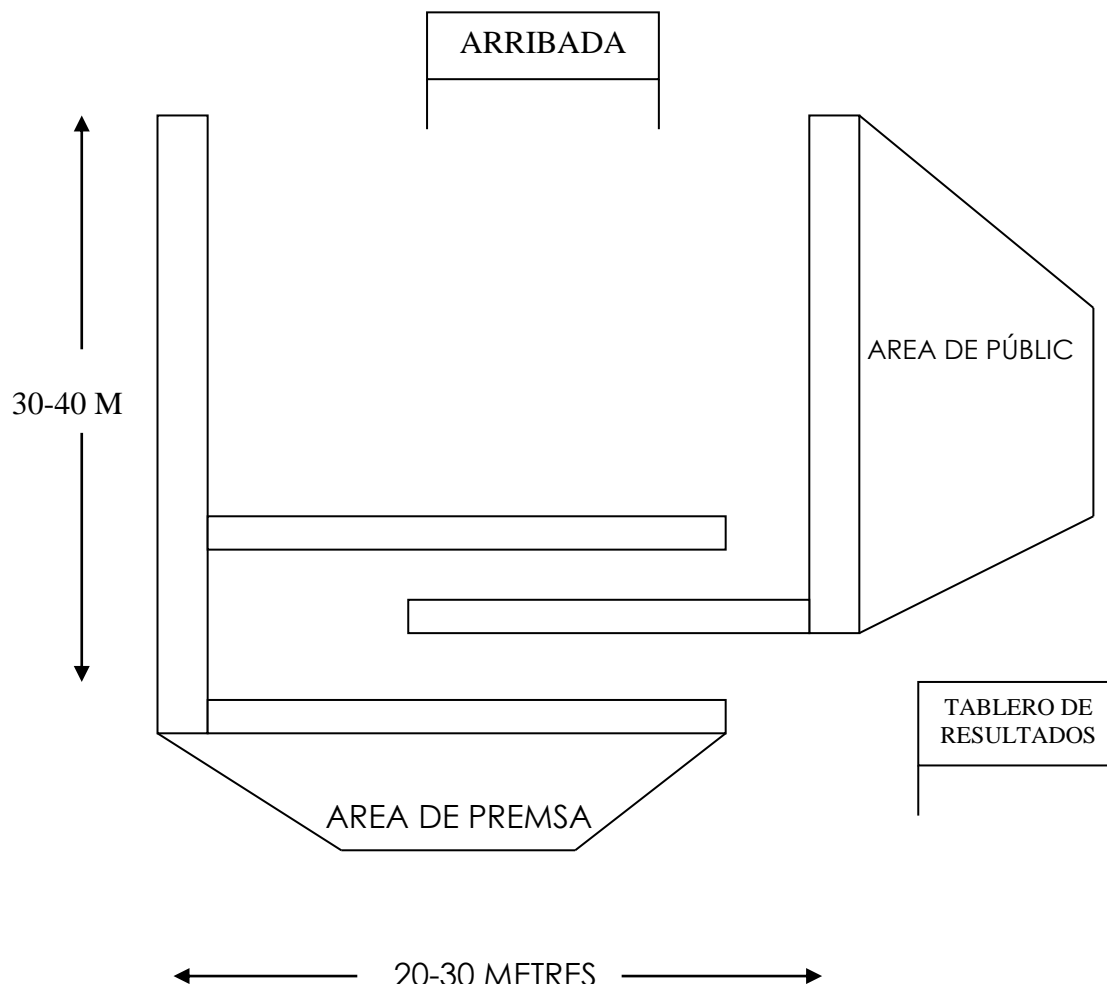 ARRIBADA
AREA DE PÚBLIC
30-40 M
TABLERO DE
RESULTADOS
AREA DE PREMSA
20-30 METRES